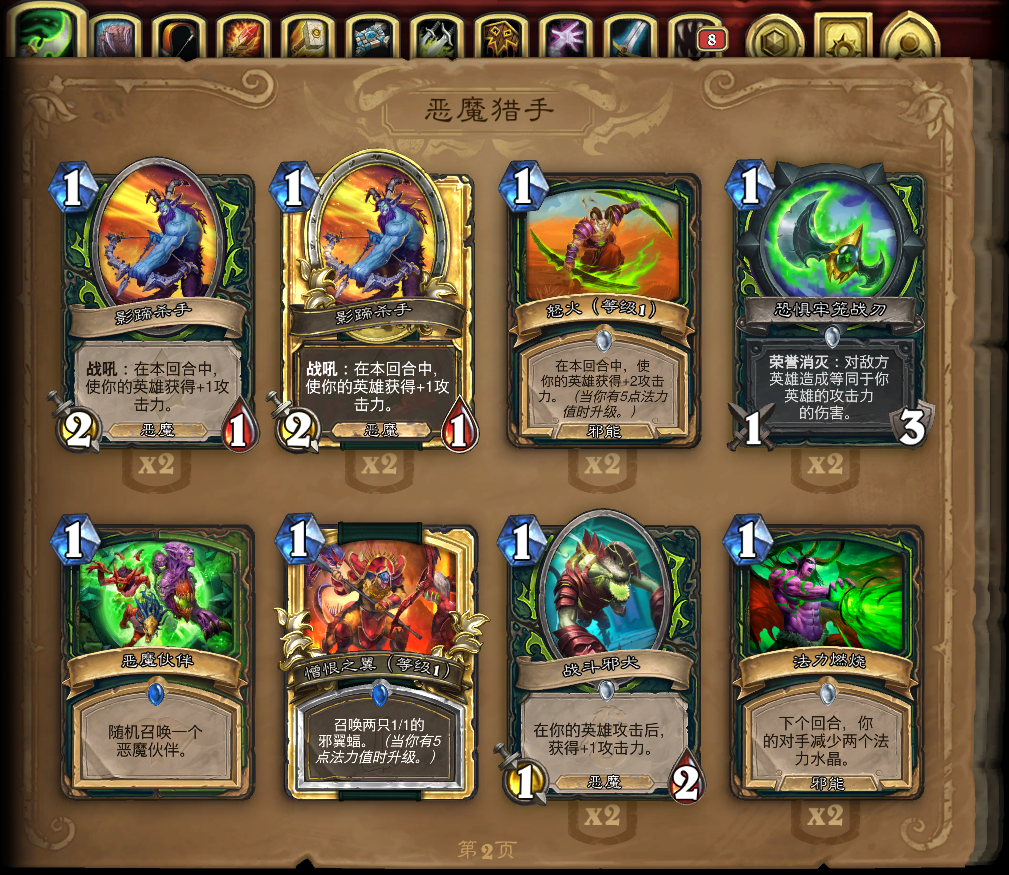 8
恶魔猎手
1
影蹄杀手
战吼：在本回合中，
使你的英雄获得+1攻
击力。
2
恶魔
1
x2
1
影蹄杀手
战吼：在本回合中，
使你的英雄获得+1攻
击力。
2
恶魔
1
x2
1
怒火（等级1）
在本回合中，使
你的英雄获得+2攻击
力。（当你有5点法力
值时升级。）
邪能
x2
1
恐惧牢笼战刃
荣誉消灭：对敌方
英雄造成等同于你
英雄的攻击力
的伤害。
1
3
x2
1
恶魔伙伴
随机召唤一个
恶魔伙伴。
1
憎恨之翼（等级1）
召唤两只1/1的
邪翼蝠。（当你有5
点法力值时升级。）
1
战斗邪犬
在你的英雄攻击后，
获得+1攻击力。
1
恶魔
2
x2
1
法力燃烧
下个回合，你
的对手减少两个法
力水晶。
邪能
x2
第2页